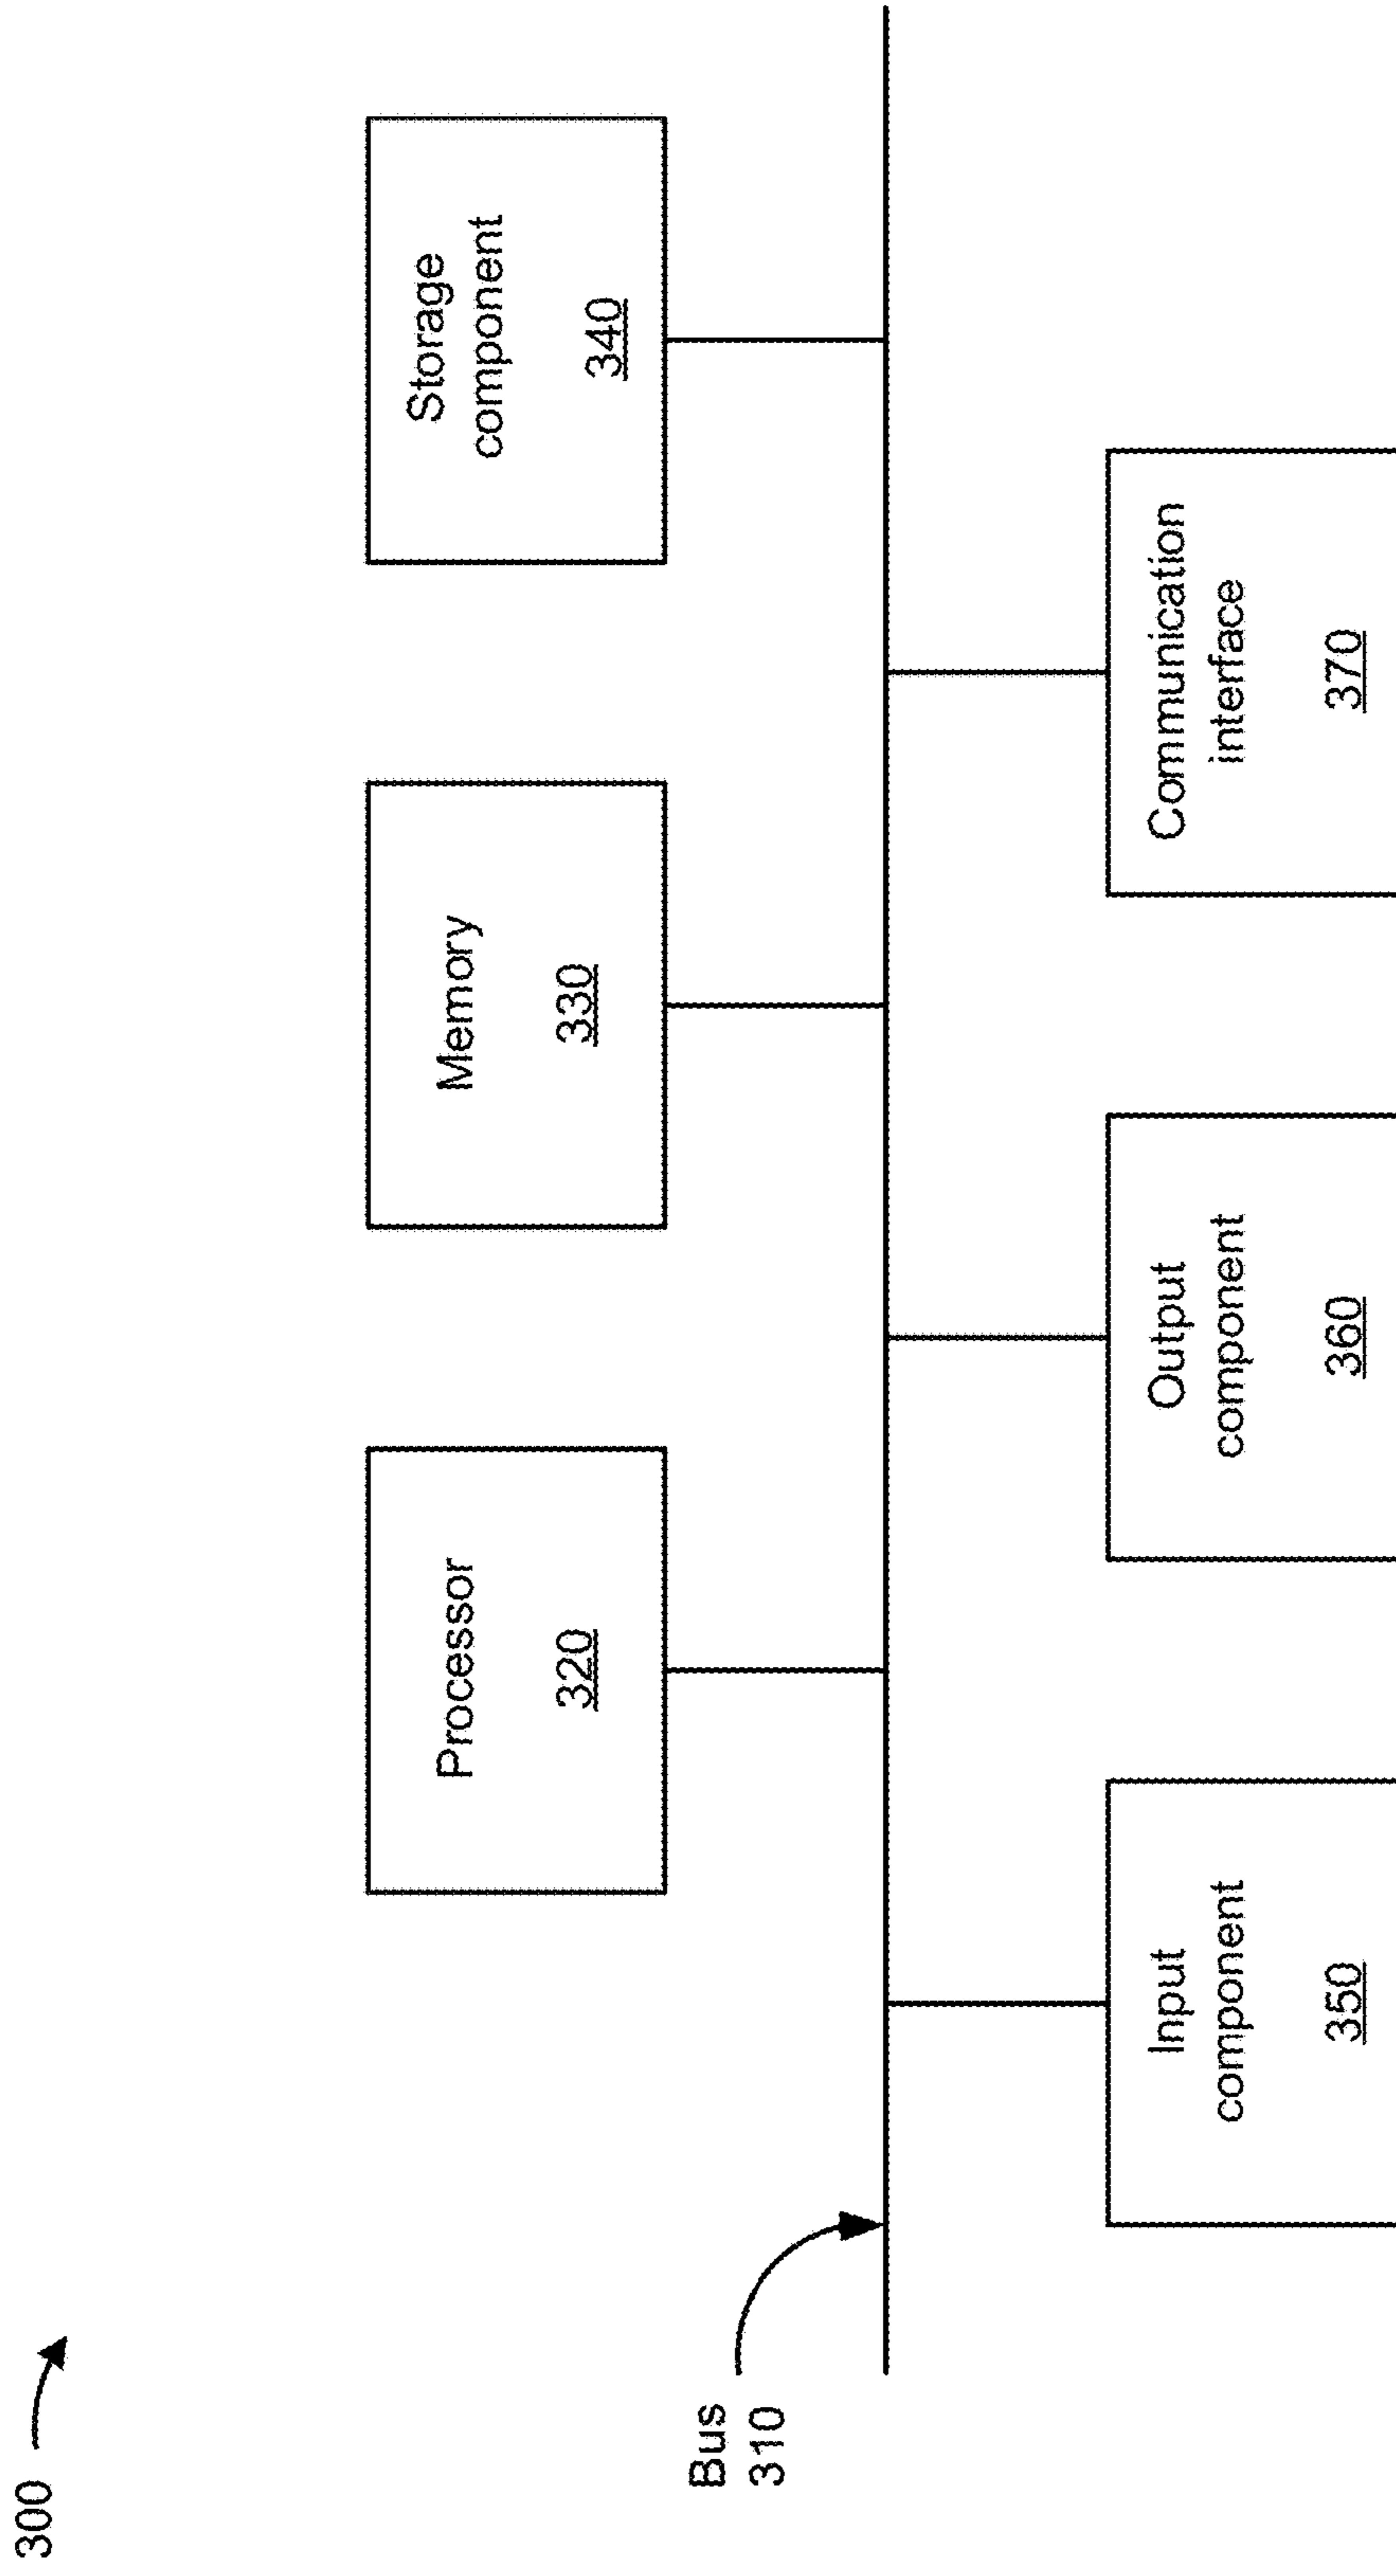 300
Processor
320
Memory
330
Storage
component
340
Bus
310
Input
component
350
Output
component
360
Communication
interface
370